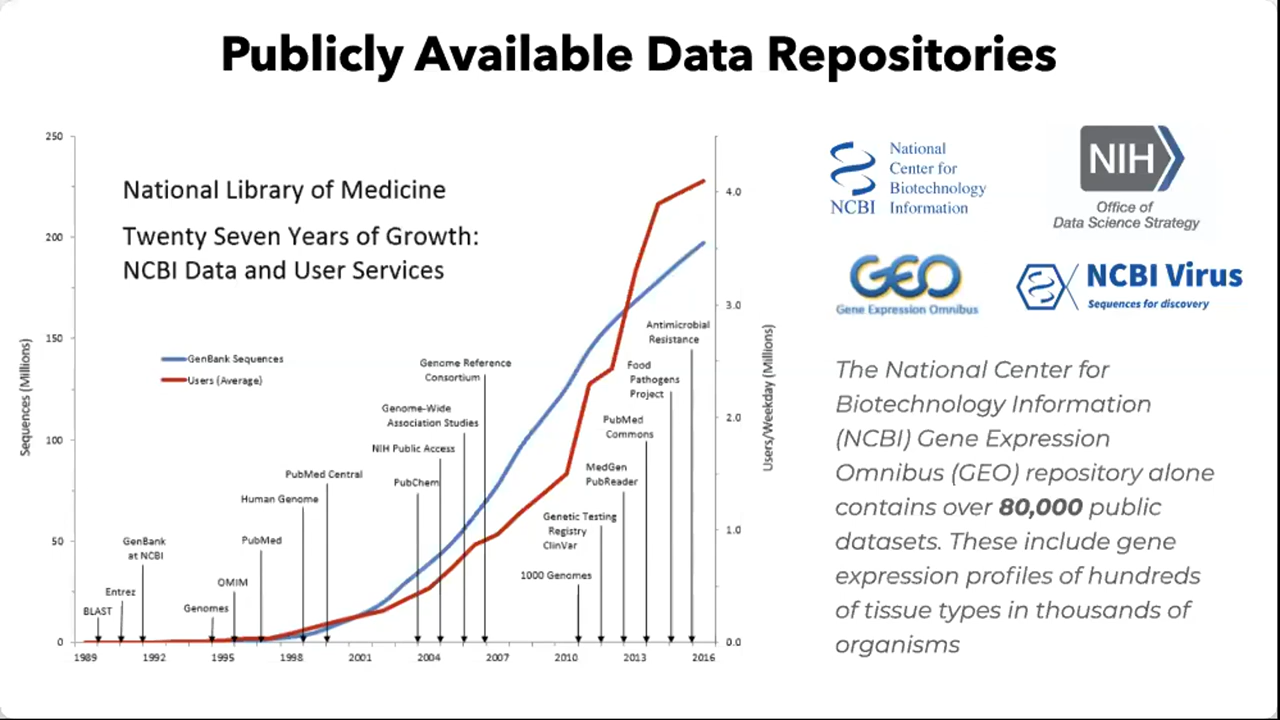 Publicly Available Data Repositories
National Library of Medicine
Twenty Seven Years of Growth:
NCBI Data and User Services
GenBank Sequences
Users (Average)
Sequences (Millions)
250
200
150
100
50
0
Users/Weekday (Millions)
4.0
3.0
2.0
1.0
0.0
1989
1992
1995
1998
2001
2004
2007
2010
2013
2016
BLAST
Entrez
GenBank
at NCBI
Genomes
OMIM
PubMed
Human Genome
PubMed Central
PubChem
NIH Public Access
Genome-Wide
Association Studies
Genome Reference
Consortium
1000 Genomes
Genetic Testing
Registry
ClinVar
MedGen
PubReader
PubMed
Commons
Food
Pathogens
Project
Antimicrobial
Resistance
NCBI
National
Center for
Biotechnology
Information
NIH
Office of
Data Science Strategy
GEO
Gene Expression Omnibus
NCBI Virus
Sequences for discovery
The National Center for
Biotechnology Information
(NCBI) Gene Expression
Omnibus (GEO) repository alone
contains over 80,000 public
datasets. These include gene
expression profiles of hundreds
of tissue types in thousands of
organisms